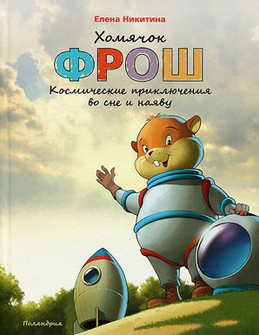 Елена Никитина
Хомячок
ФРОШ
Космические приключения
во сне и наяву
Поляндрия